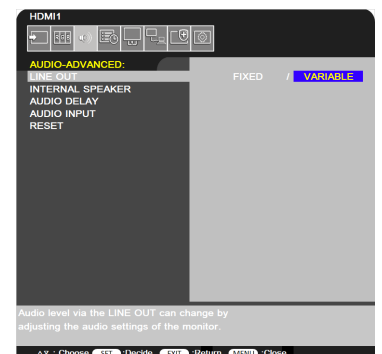 HDMI1
AUDIO-ADVANCED:
LINE OUT FIXED / VARIABLE
INTERNAL SPEAKER
AUDIO DELAY
AUDIO INPUT
RESET
Audio level via the LINE OUT can change by
adjusting the audio settings of the monitor.
: Choose SET :Decide EXIT :Return MENU :Close